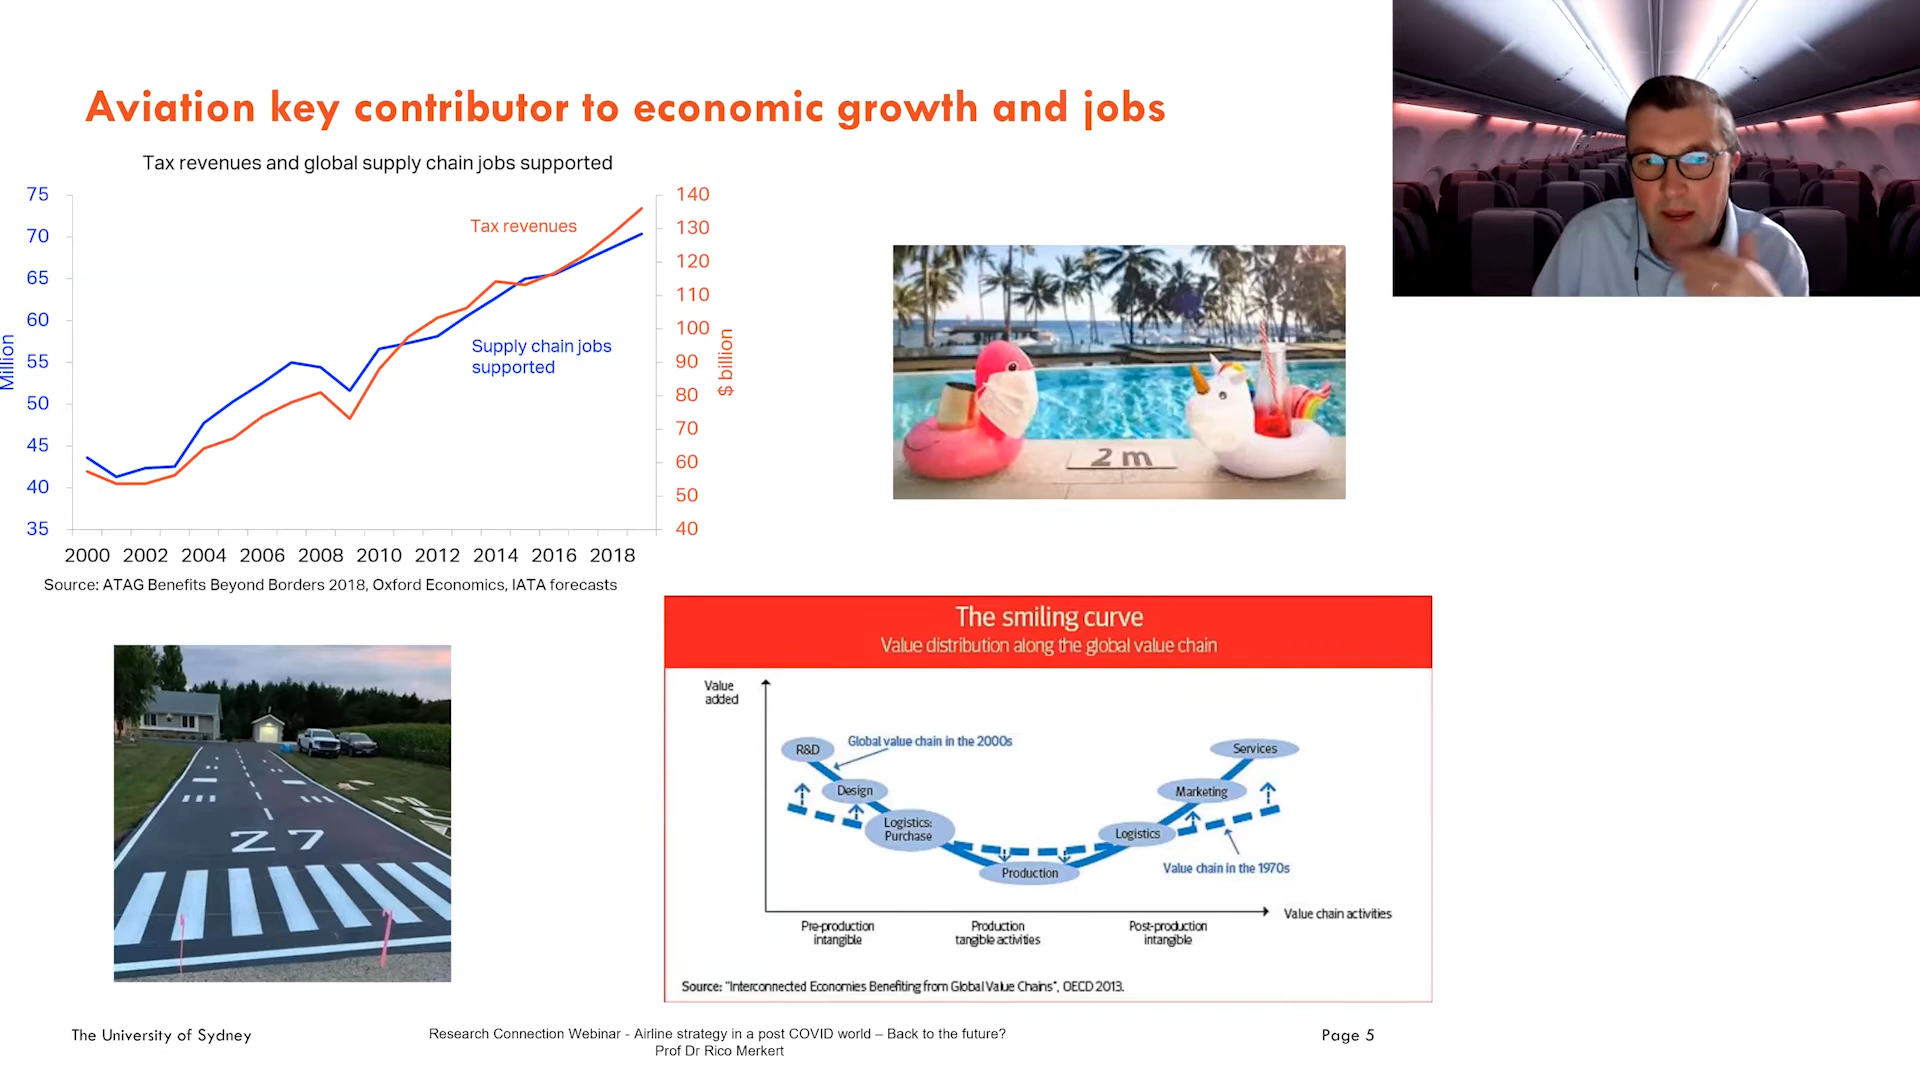 Aviation key contributor to economic growth and jobs
Tax revenues and global supply chain jobs supported
75
70
65
60
55
50
45
40
35
Million
Tax revenues
Supply chain jobs
supported
140
130
120
110
100
90
80
70
60
50
40
$ billion
2000 2002 2004 2006 2008 2010 2012 2014 2016 2018
Source: ATAG Benefits Beyond Borders 2018, Oxford Economics, IATA forecasts
2 m
27
The smiling curve
Value distribution along the global value chain
Value
added
R&D
Global value chain in the 2000s
Services
Design
Marketing
Logistics:
Purchase
Logistics
Production
Value chain in the 1970s
Value chain activities
Pre-production
intangible
Production
tangible activities
Post-production
intangible
Source: "Interconnected Economies Benefiting from Global Value Chains", OECD 2013.
The University of Sydney
Research Connection Webinar - Airline strategy in a post COVID world – Back to the future?
Prof Dr Rico Merkert
Page 5